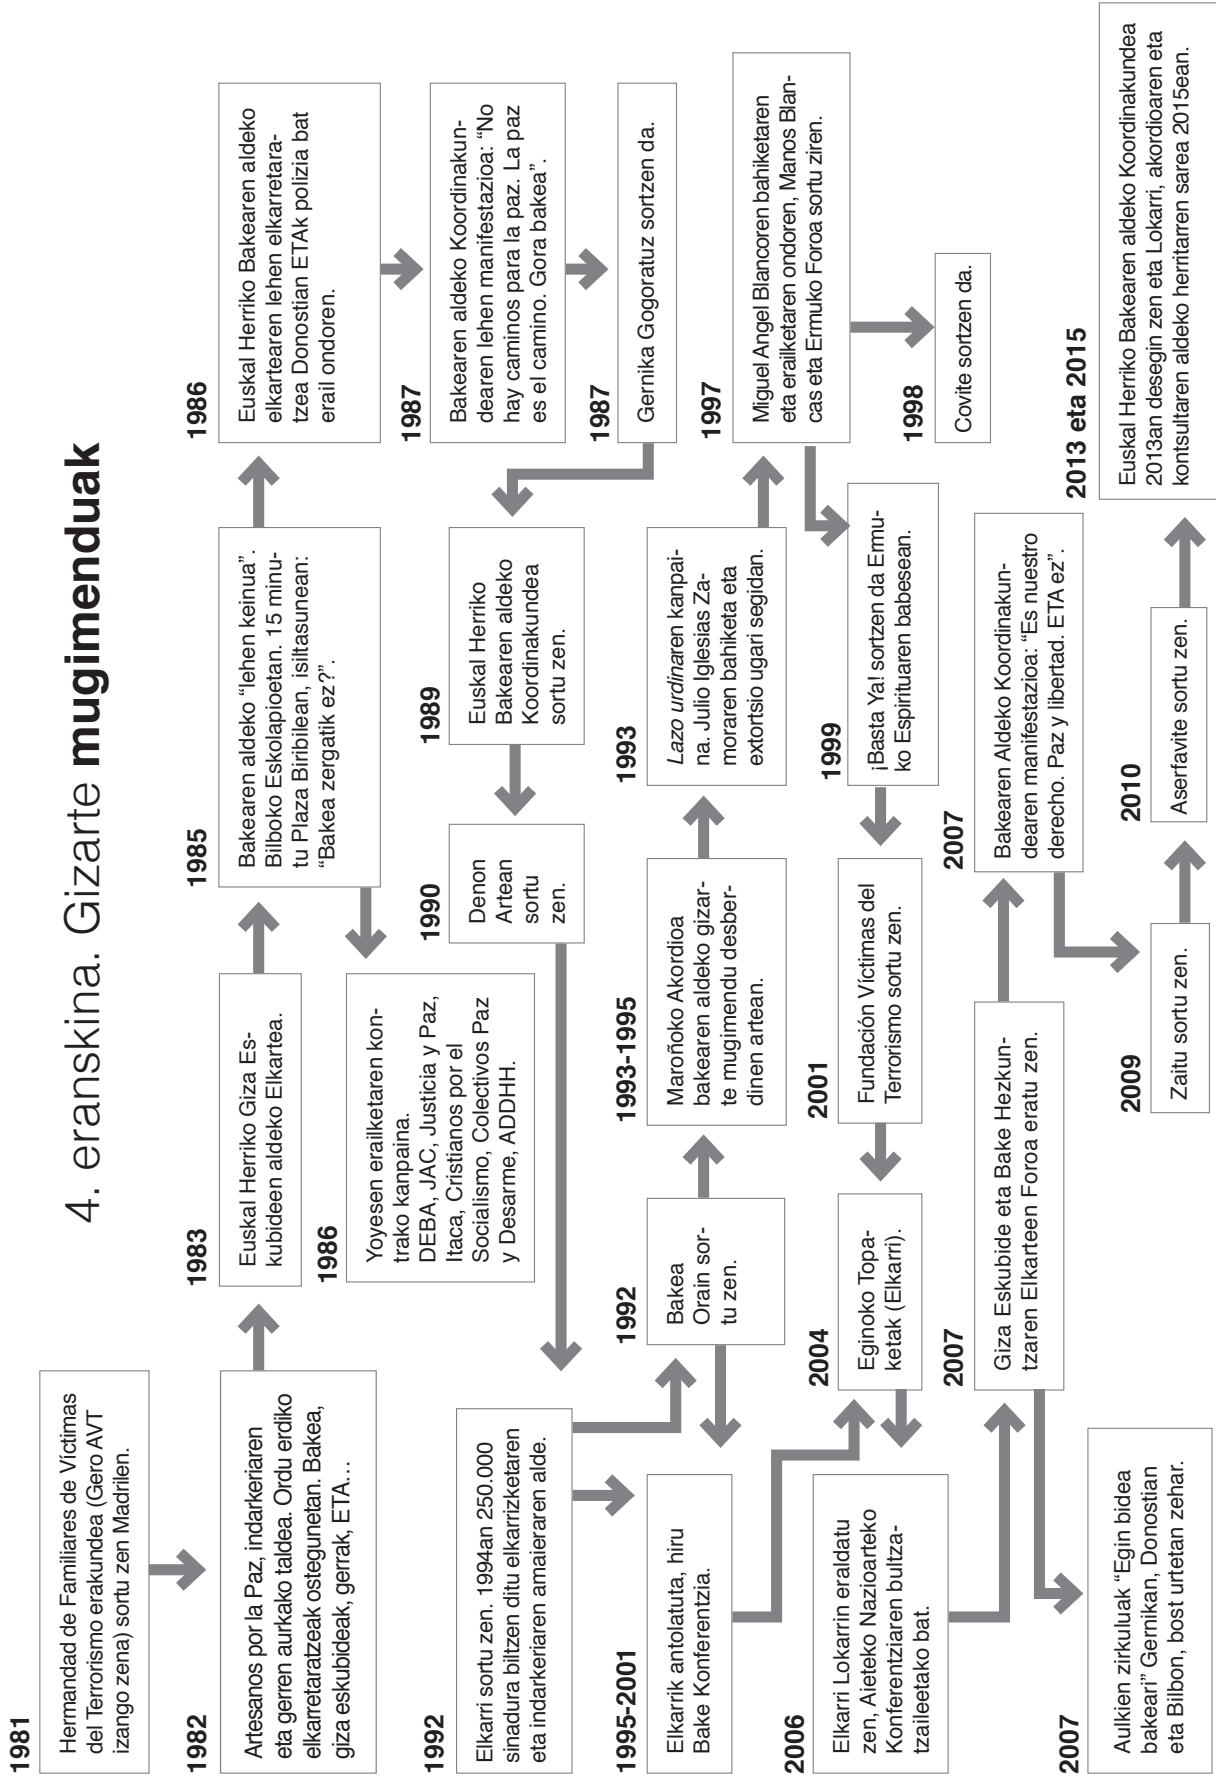 4. eranskina. Gizarte mugimenduak
1981
Hermandad de Familiares de Víctimas
del Terrorismo erakundea (Gero AVT
izango zena) sortu zen Madrilen.
1982
Artesanos por la Paz, indarkeriaren
eta gerren aurkako taldea. Ordu erdiko
elkarretaratzeak ostegunetan. Bakea,
giza eskubideak, gerrak, ETA…
1983
Euskal Herriko Giza Es-
kubideen aldeko Elkartea.
1985
Bakearen aldeko “lehen keinua”.
Bilboko Eskolapioetan. 15 minu-
tu Plaza Biribilean, isiltasunean:
“Bakea zergatik ez?”.
1986
Euskal Herriko Bakearen aldeko
elkartearen lehen elkarretara-
tzea Donostian ETAk polizia bat
erail ondoren.
1986
Yoyesen erailketaren kon-
trako kanpaina.
DEBA, JAC, Justicia y Paz,
Itaca, Cristianos por el
Socialismo, Colectivos Paz
y Desarme, ADDHH.
1987
Bakearen aldeko Koordinakun-
dearen lehen manifestazioa: “No
hay caminos para la paz. La paz
es el camino. Gora bakea”.
1987
Gernika Gogoratuz sortzen da.
1989
Euskal Herriko
Bakearen aldeko
Koordinakundea
sortu zen.
1990
Denon
Artean
sortu
zen.
1992
Elkarri sortu zen. 1994an 250.000
sinadura biltzen ditu elkarrizketaren
eta indarkeriaren amaieraren alde.
1992
Bakea
Orain sor-
tu zen.
1993-1995
Maroñoko Akordioa
bakearen aldeko gizar-
te mugimendu desber-
dinen artean.
1993
Lazo urdinaren kanpai-
na. Julio Iglesias Za-
moraren bahiketa eta
extortsio ugari segidan.
1997
Miguel Angel Blancoren bahiketaren
eta erailketaren ondoren, Manos Blan-
cas eta Ermuko Foroa sortu ziren.
1998
Covite sortzen da.
1995-2001
Elkarrik antolatuta, hiru
Bake Konferentzia.
1999
¡Basta Ya! sortzen da Ermu-
ko Espirituaren babesean.
2001
Fundación Víctimas del
Terrorismo sortu zen.
2004
Eginoko Topa-
ketak (Elkarri).
2006
Elkarri Lokarrin eraldatu
zen, Aieteko Nazioarteko
Konferentziaren bultza-
tzaileetako bat.
2007
Giza Eskubide eta Bake Hezkun-
tzaren Elkarteen Foroa eratu zen.
2007
Bakearen Aldeko Koordinakun-
dearen manifestazioa: “Es nuestro
derecho. Paz y libertad. ETA ez”.
2007
Aulkien zirkuluak “Egin bidea
bakeari” Gernikan, Donostian
eta Bilbon, bost urtetan zehar.
2009
Zaitu sortu zen.
2010
Aserfavite sortu zen.
2013 eta 2015
Euskal Herriko Bakearen aldeko Koordinakundea
2013an desegin zen eta Lokarri, akordioaren eta
kontsultaren aldeko herritarren sarea 2015ean.